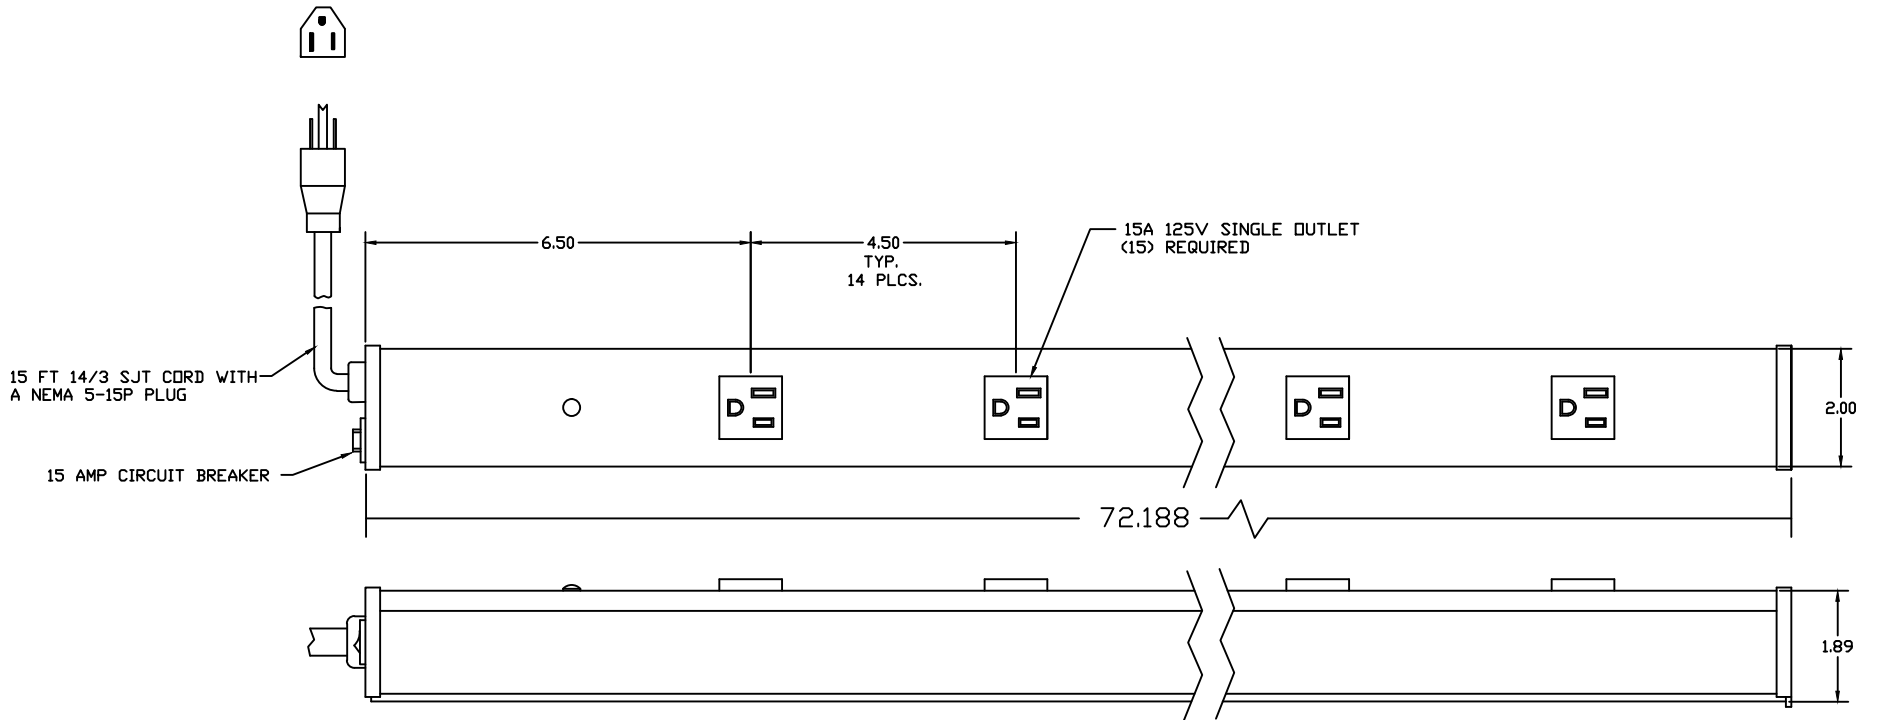 6.50
4.50
TYP.
14 PLCS.
15A 125V SINGLE OUTLET
(15) REQUIRED
15 FT 14/3 SJT CORD WITH
A NEMA 5-15P PLUG
2.00
15 AMP CIRCUIT BREAKER
72.188
1.89